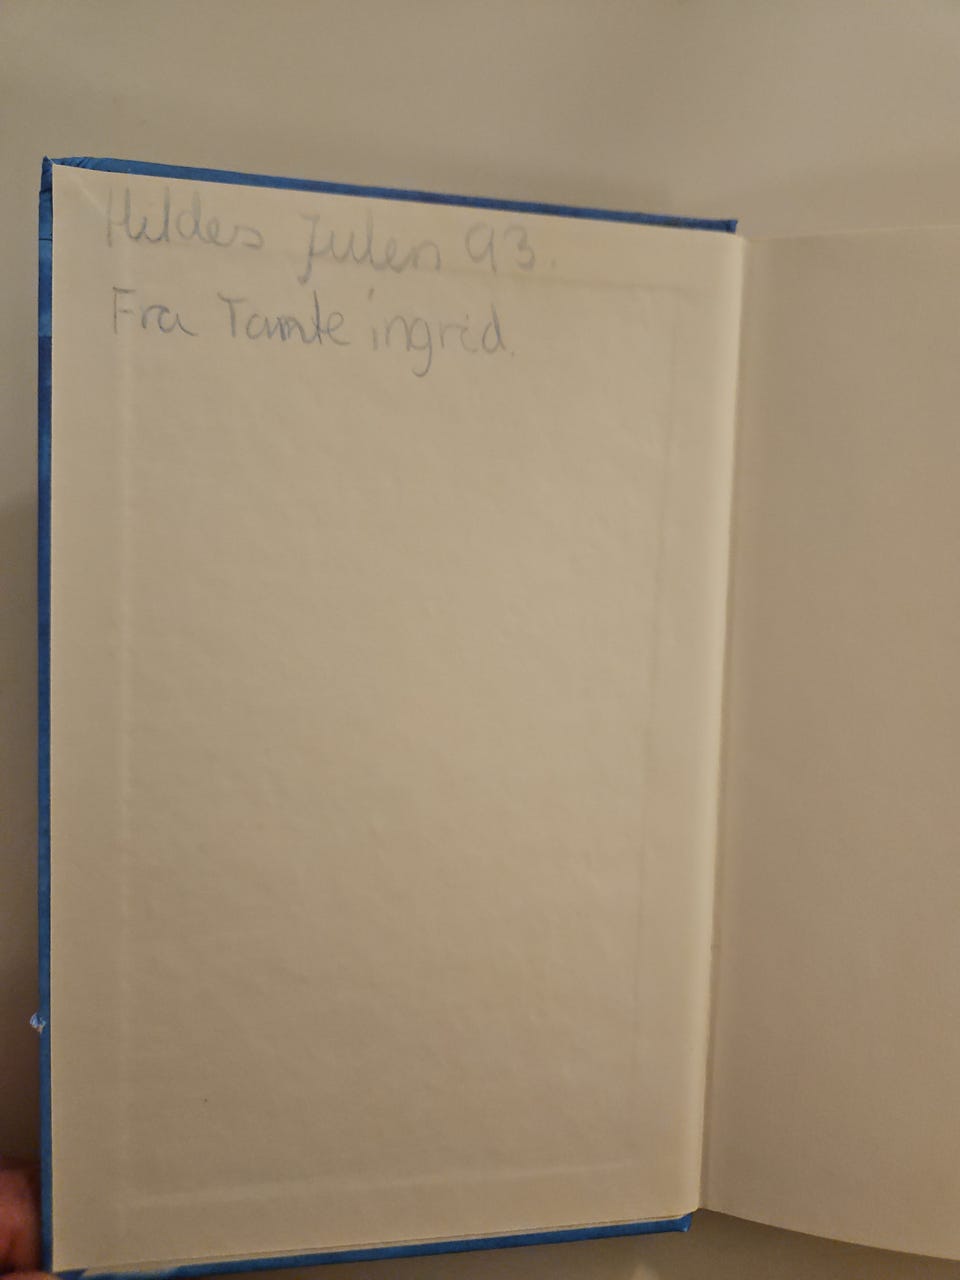 Hildes Julen 93.
Fra Tante ingrid.